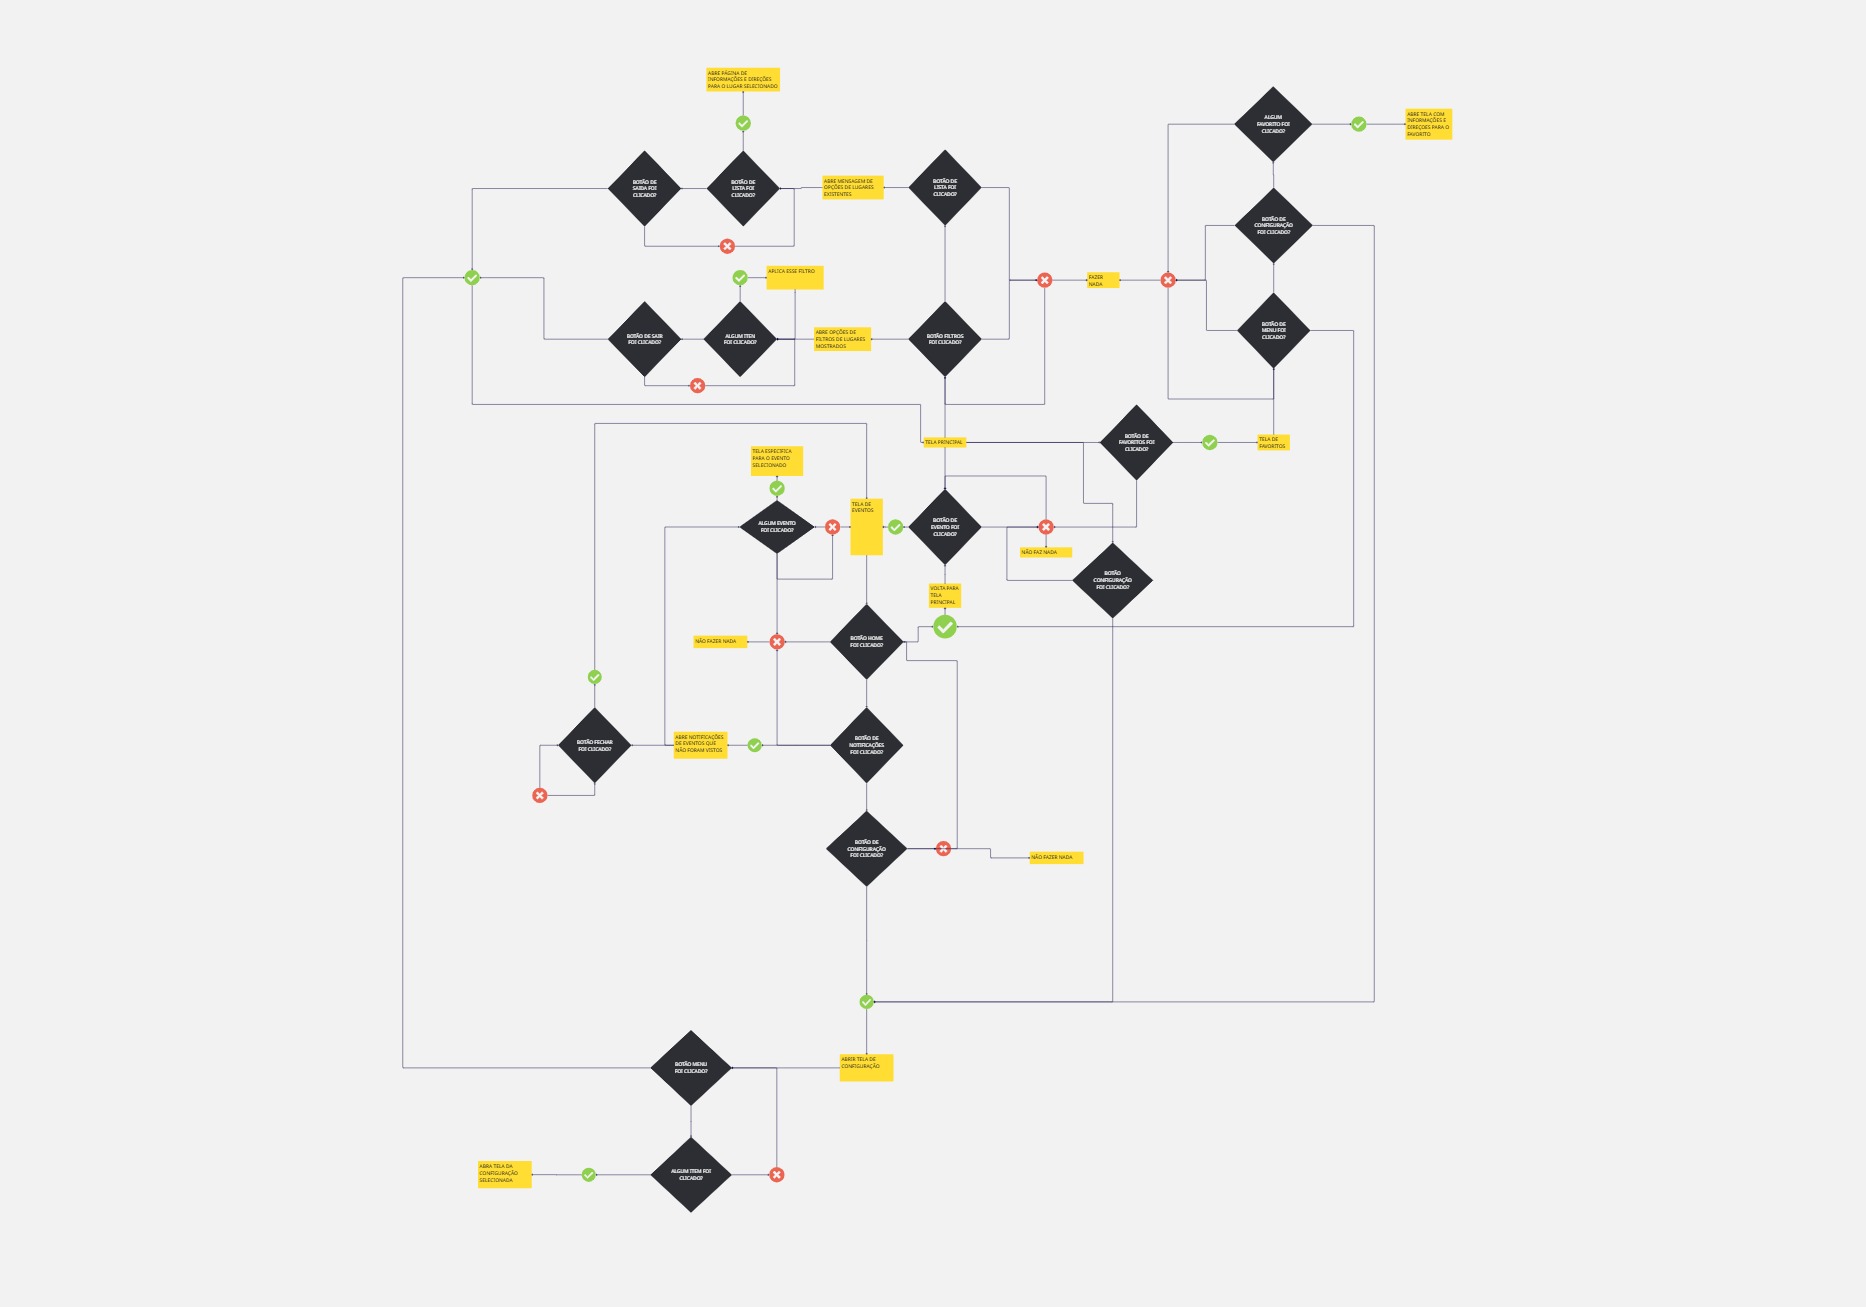 ABRE PÁGINA DE
INFORMAÇÕES E DIREÇÕES
PARA O LUGAR SELECIONADO
ALGUM
FAVORITO FOI
CLICADO?
ABRE TELA COM
INFORMAÇÕES E
DIREÇOES PARA O
FAVORITO
BOTÃO DE
SAIDA FOI
CLICADO?
BOTÃO DE
LISTA FOI
CLICADO?
ABRE MENSAGEM DE
OPÇÕES DE LUGARES
EXISTENTES
BOTÃO DE
LISTA FOI
CLICADO?
BOTÃO DE
CONFIGURAÇÃO
FOI CLICADO?
APLICA ESSE FILTRO
FAZER
NADA
BOTÃO DE SAIR
FOI CLICADO?
ALGUM ITEN
FOI CLICADO?
ABRE OPÇÕES DE
FILTROS DE LUGARES
MOSTRADOS
BOTÃO FILTROS
FOI CLICADO?
BOTÃO DE
MENU FOI
CLICADO?
TELA PRINCIPAL
BOTÃO DE
FAVORITOS FOI
CLICADO?
TELA DE
FAVORITOS
TELA ESPECIFICA
PARA O EVENTO
SELECIONADO
TELA DE
EVENTOS
ALGUM EVENTO
FOI CLICADO?
BOTÃO DE
EVENTO FOI
CLICADO?
NÃO FAZ NADA
BOTÃO
CONFIGURAÇÃO
FOI CLICADO?
VOLTA PARA
TELA
PRINCIPAL
NÃO FAZER NADA
BOTÃO HOME
FOI CLICADO?
BOTÃO FECHAR
FOI CLICADO?
ABRE NOTIFICAÇÕES
DE EVENTOS QUE
NÃO FORAM VISTOS
BOTÃO DE
NOTIFICAÇÕES
FOI CLICADO?
BOTÃO DE
CONFIGURAÇÃO
FOI CLICADO?
NÃO FAZER NADA
BOTÃO MENU
FOI CLICADO?
ABRIR TELA DE
CONFIGURAÇÃO
ABRA TELA DA
CONFIGURAÇÃO
SELECIONADA
ALGUM ITEM FOI
CLICADO?